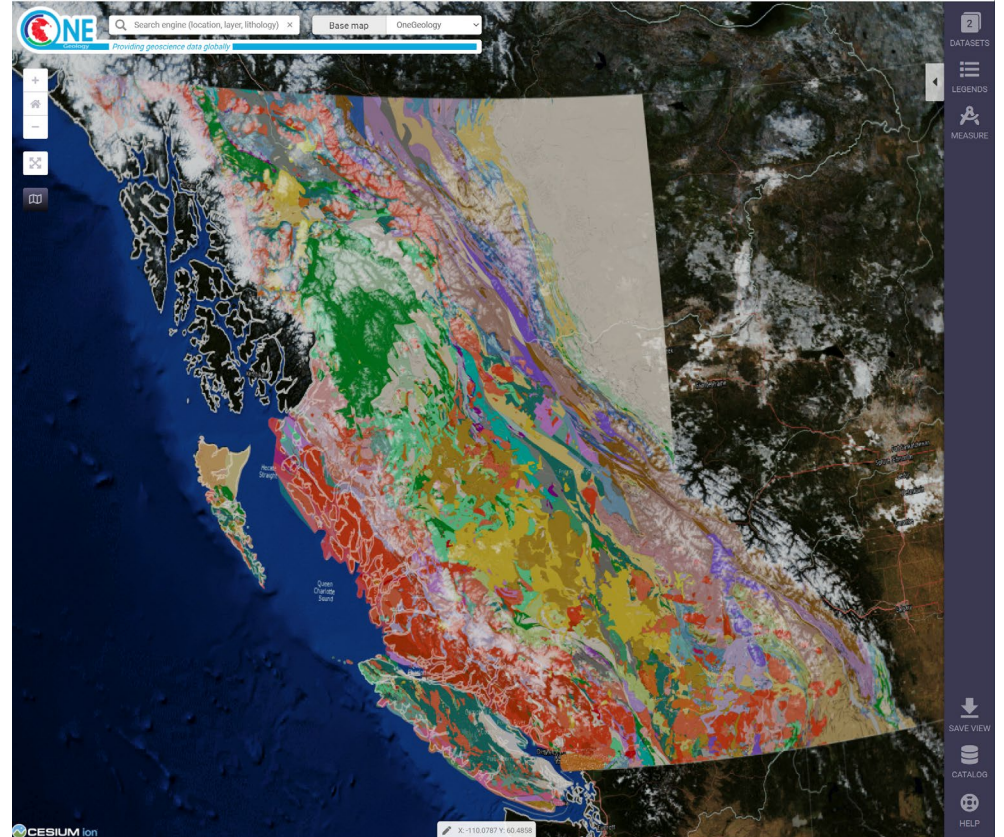 ONE
Geology
Providing geoscience data globally
Search engine (location, layer, lithology) ×
Base map
OneGeology
2
DATASETS
LEGENDS
MEASURE
+
−
Hecate
Straight
Queen
Charlotte
Sound
SAVE VIEW
CATALOG
HELP
X: -110.0787 Y: 60.4858
CESIUM ion